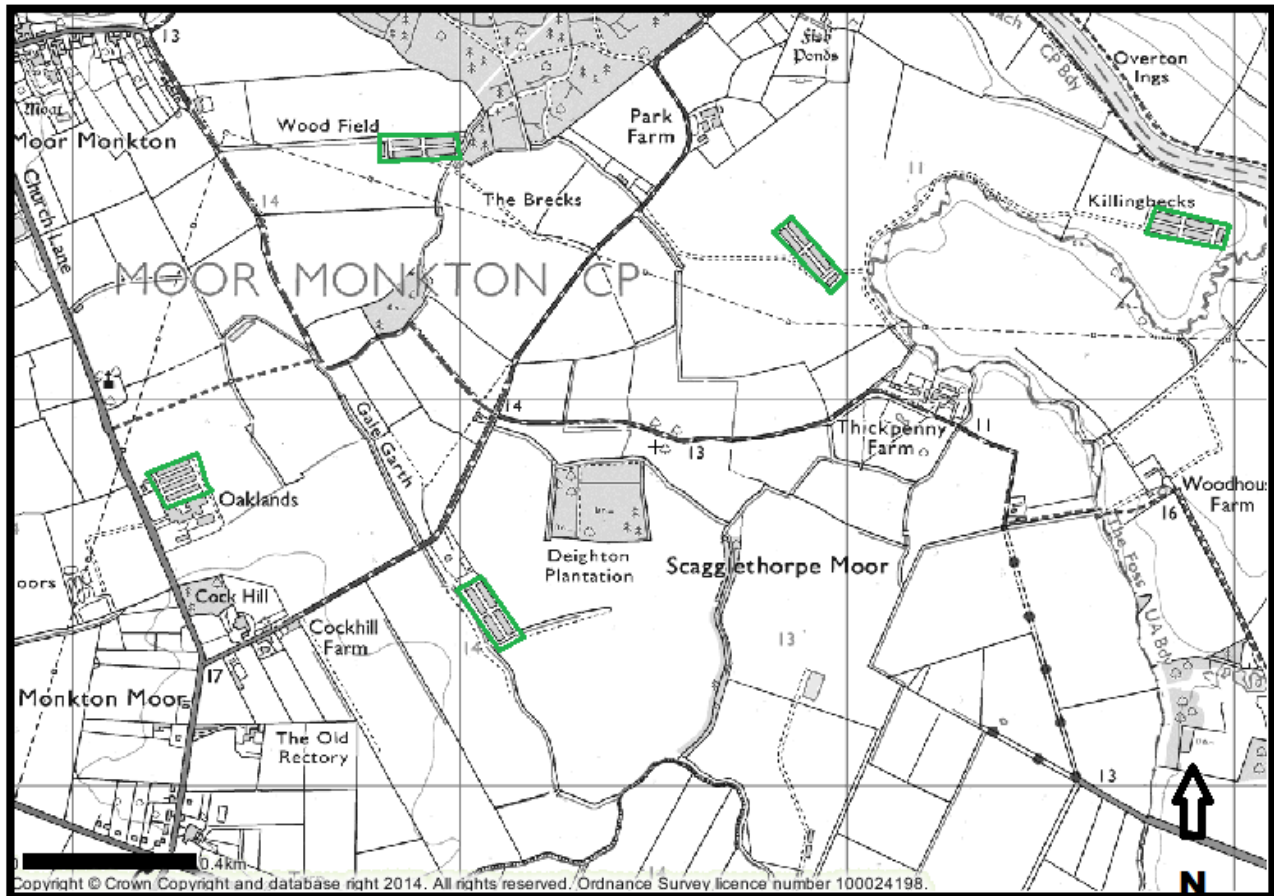 13
Moat
Moor Monkton
Church Lane
14
Wood Field
The Brecks
Park
Farm
Fish
Ponds
CP Bdy
Overton
Ings
11
Killingbecks
MOOR MONKTON CP
Gale Garth
14
13
Thickpenny
Farm
11
Oaklands
Deighton
Plantation
Scagglethorpe Moor
Woodhou
Farm
16
The Foss
UA Bdy
oors
Cock Hill
Cockhill
Farm
17
14
13
Monkton Moor
The Old
Rectory
13
14
0.4km
N
Copyright © Crown Copyright and database right 2014. All rights reserved. Ordnance Survey licence number 100024198.